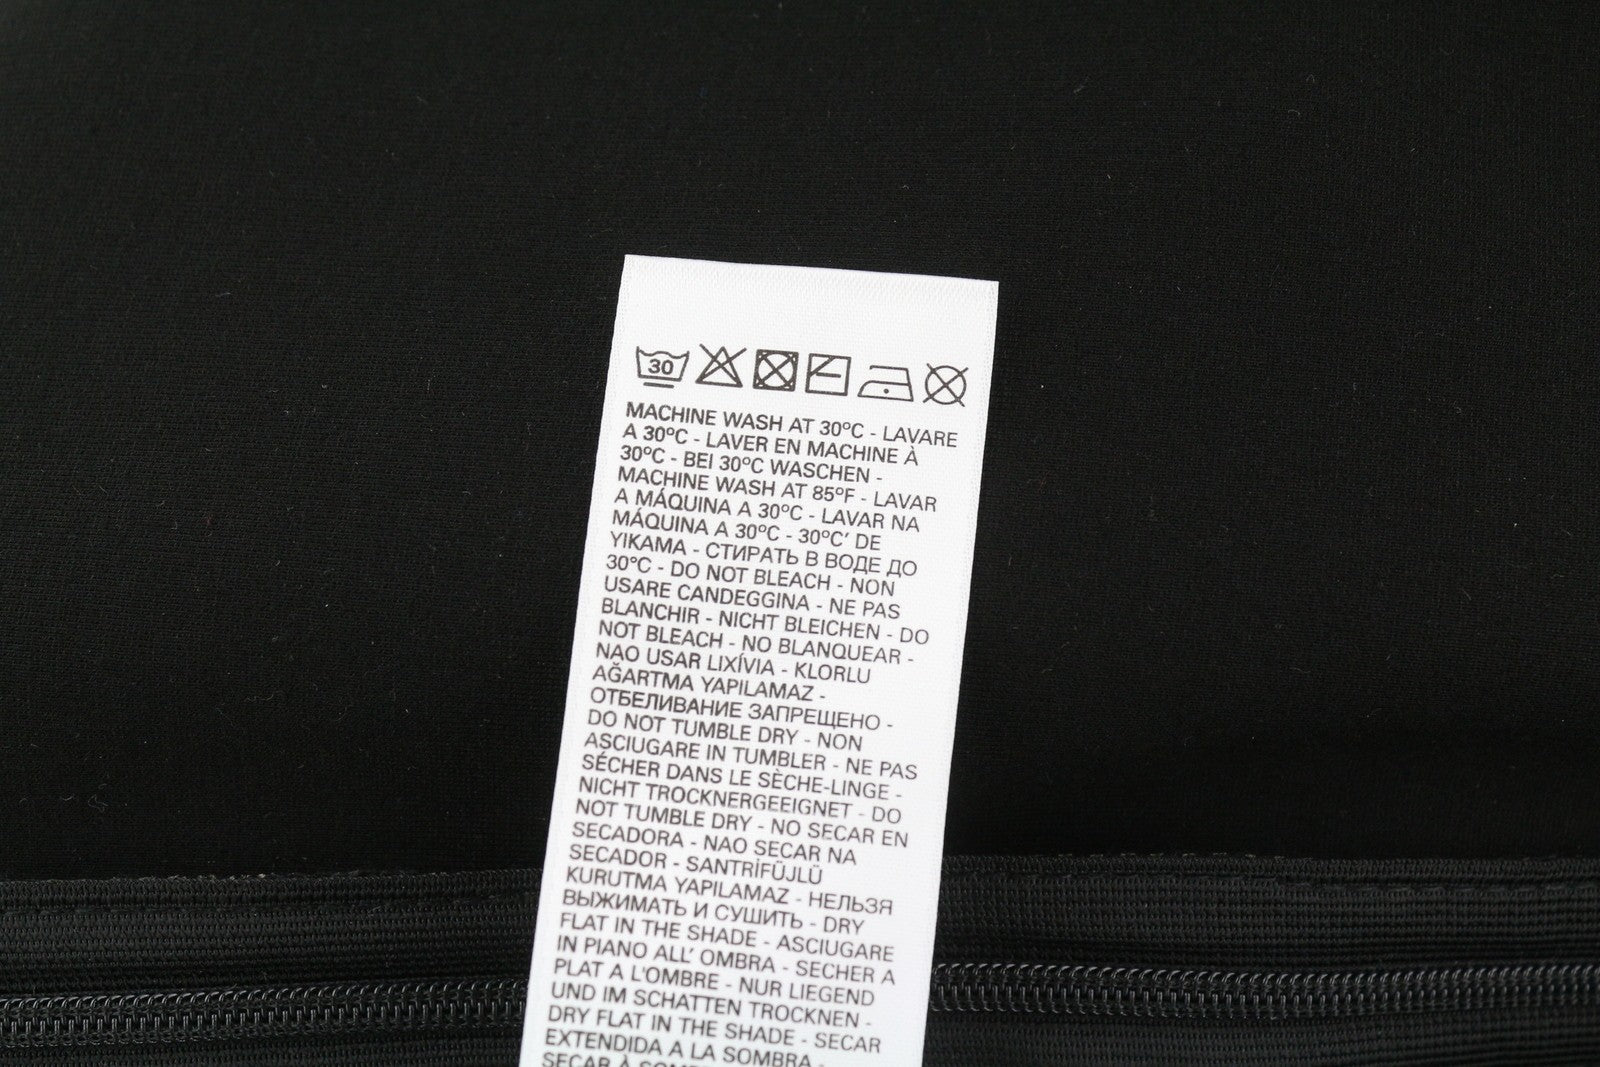 30
MACHINE WASH AT 30ºC - LAVARE
A 30ºC - LAVER EN MACHINE À
30ºC - BEI 30ºC WASCHEN -
MACHINE WASH AT 85ºF - LAVAR
A MÁQUINA A 30ºC - LAVAR NA
MÁQUINA A 30ºC - 30ºC' DE
YIKAMA - СТИРАТЬ В ВОДЕ ДО
30°C - DO NOT BLEACH - NON
USARE CANDEGGINA - NE PAS
BLANCHIR - NICHT BLEICHEN - DO
NOT BLEACH - NO BLANQUEAR -
NAO USAR LIXÍVIA - KLORLU
AĞARTMA YAPILAMAZ -
ОТБЕЛИВАНИЕ ЗАПРЕЩЕНО -
DO NOT TUMBLE DRY - NON
ASCIUGARE IN TUMBLER - NE PAS
SÉCHER DANS LE SÈCHE-LINGE -
NICHT TROCKNERGEEIGNET - DO
NOT TUMBLE DRY - NO SECAR EN
SECADORA - NAO SECAR NA
SECADOR - SANTRİFÜJLÜ
KURUTMA YAPILAMAZ - НЕЛЬЗЯ
ВЫЖИМАТЬ И СУШИТЬ - DRY
FLAT IN THE SHADE - ASCIUGARE
IN PIANO ALL' OMBRA - SECHER A
PLAT A L'OMBRE - NUR LIEGEND
UND IM SCHATTEN TROCKNEN -
DRY FLAT IN THE SHADE - SECAR
EXTENDIDA A LA SOMBRA -
SECAR À